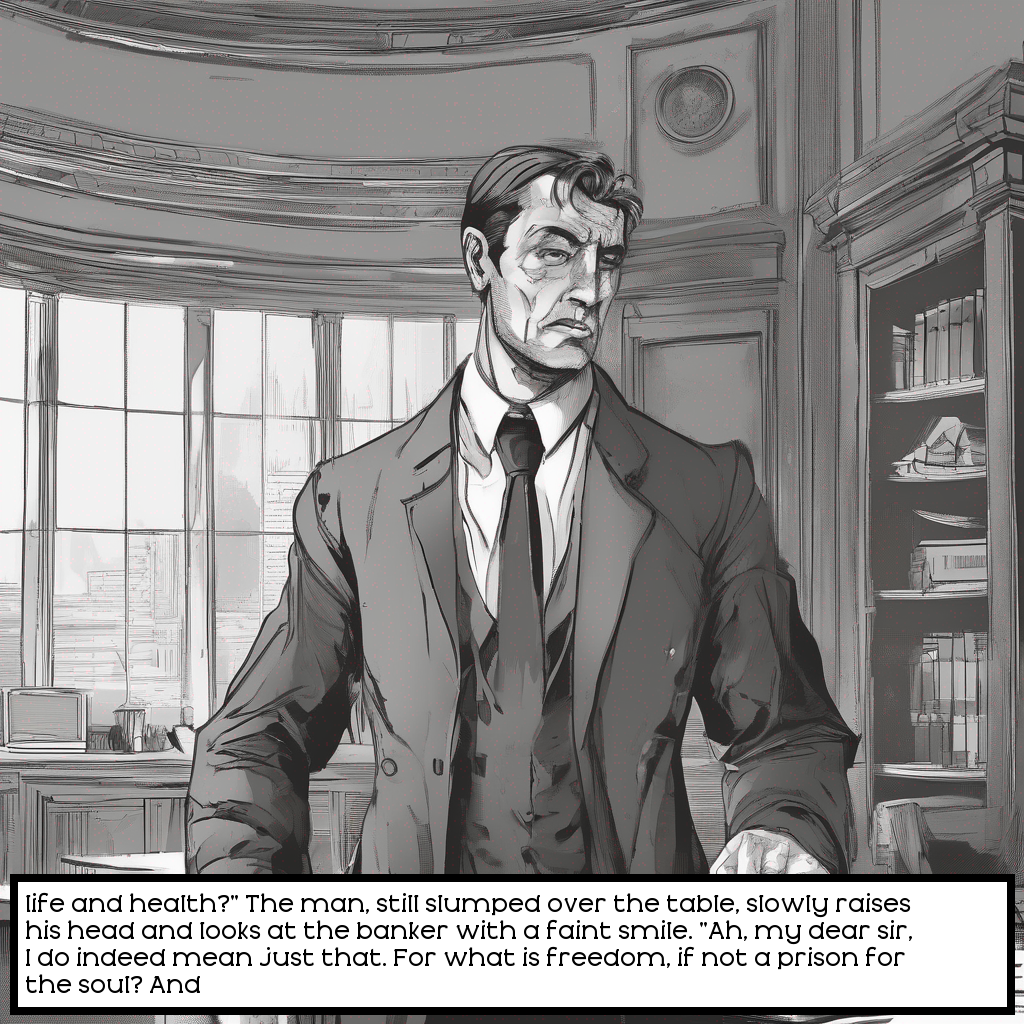 life and health?" The man, still slumped over the table, slowly raises
his head and looks at the banker with a faint smile. "Ah, my dear sir,
I do indeed mean just that. For what is freedom, if not a prison for
the soul? And